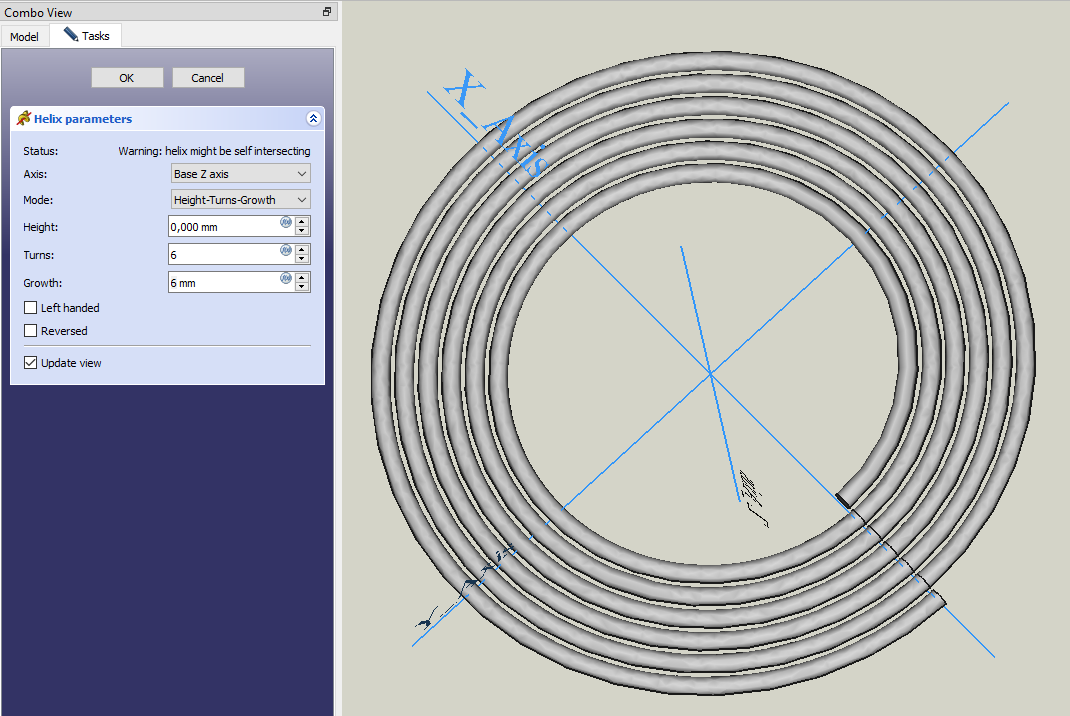 Combo View
Model
Tasks
OK
Cancel
Helix parameters
Status: Warning: helix might be self intersecting
Axis: Base Z axis
Mode: Height-Turns-Growth
Height: 0,000 mm
Turns: 6
Growth: 6 mm
Left handed
Reversed
Update view
X Axis